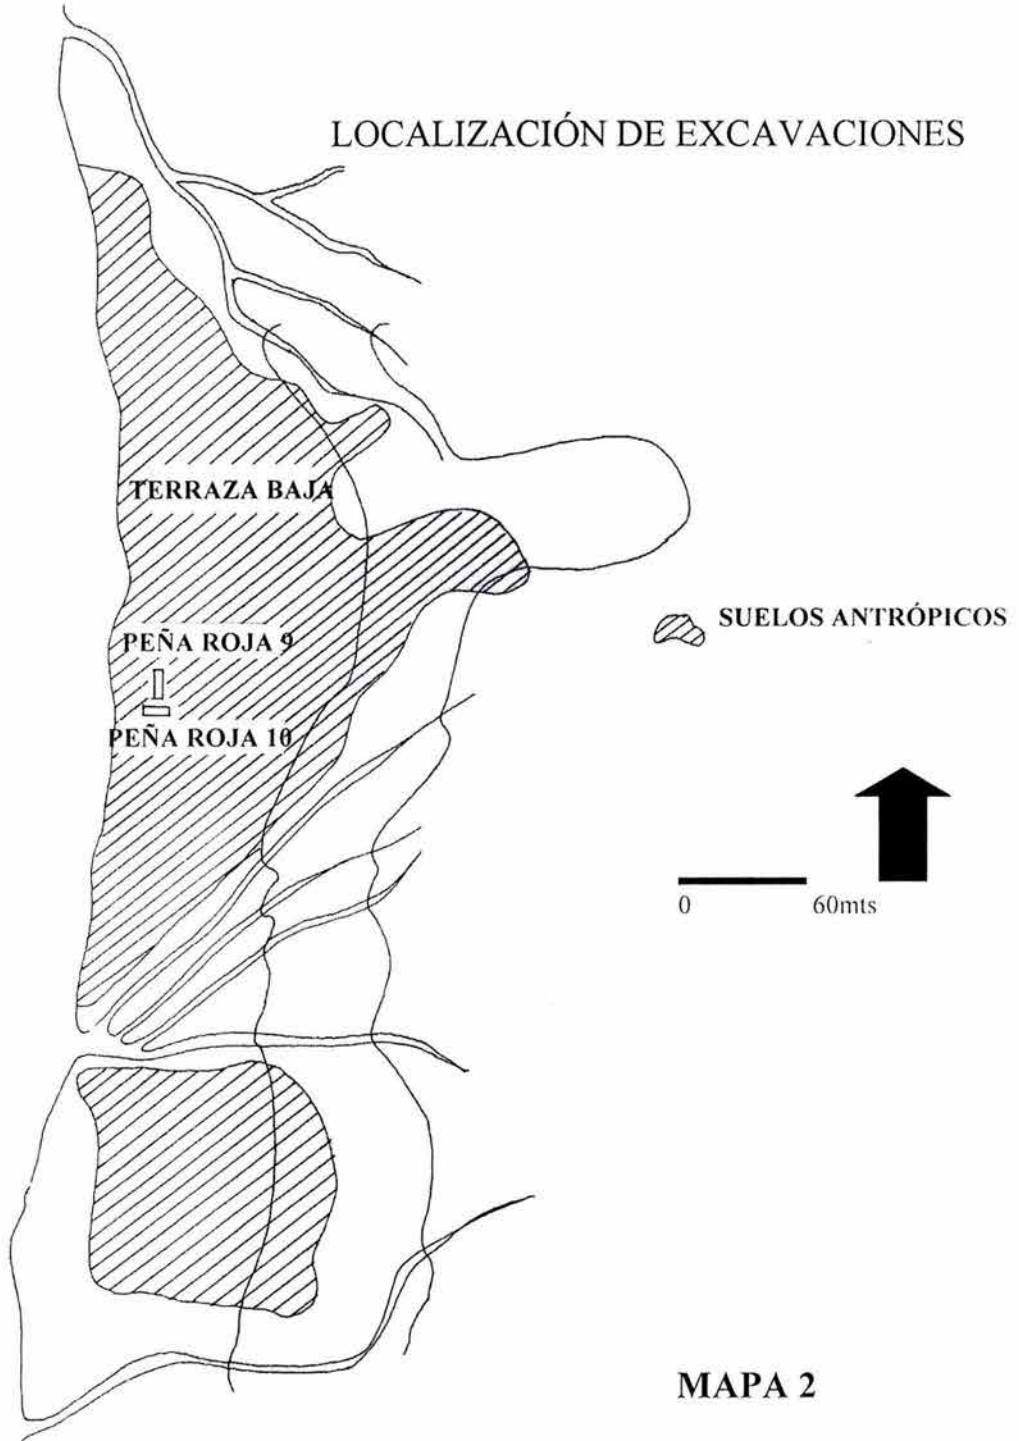 LOCALIZACIÓN DE EXCAVACIONES
TERRAZA BAJA
SUELOS ANTRÓPICOS
PEÑA ROJA 9
PEÑA ROJA 10
0 60mts
MAPA 2